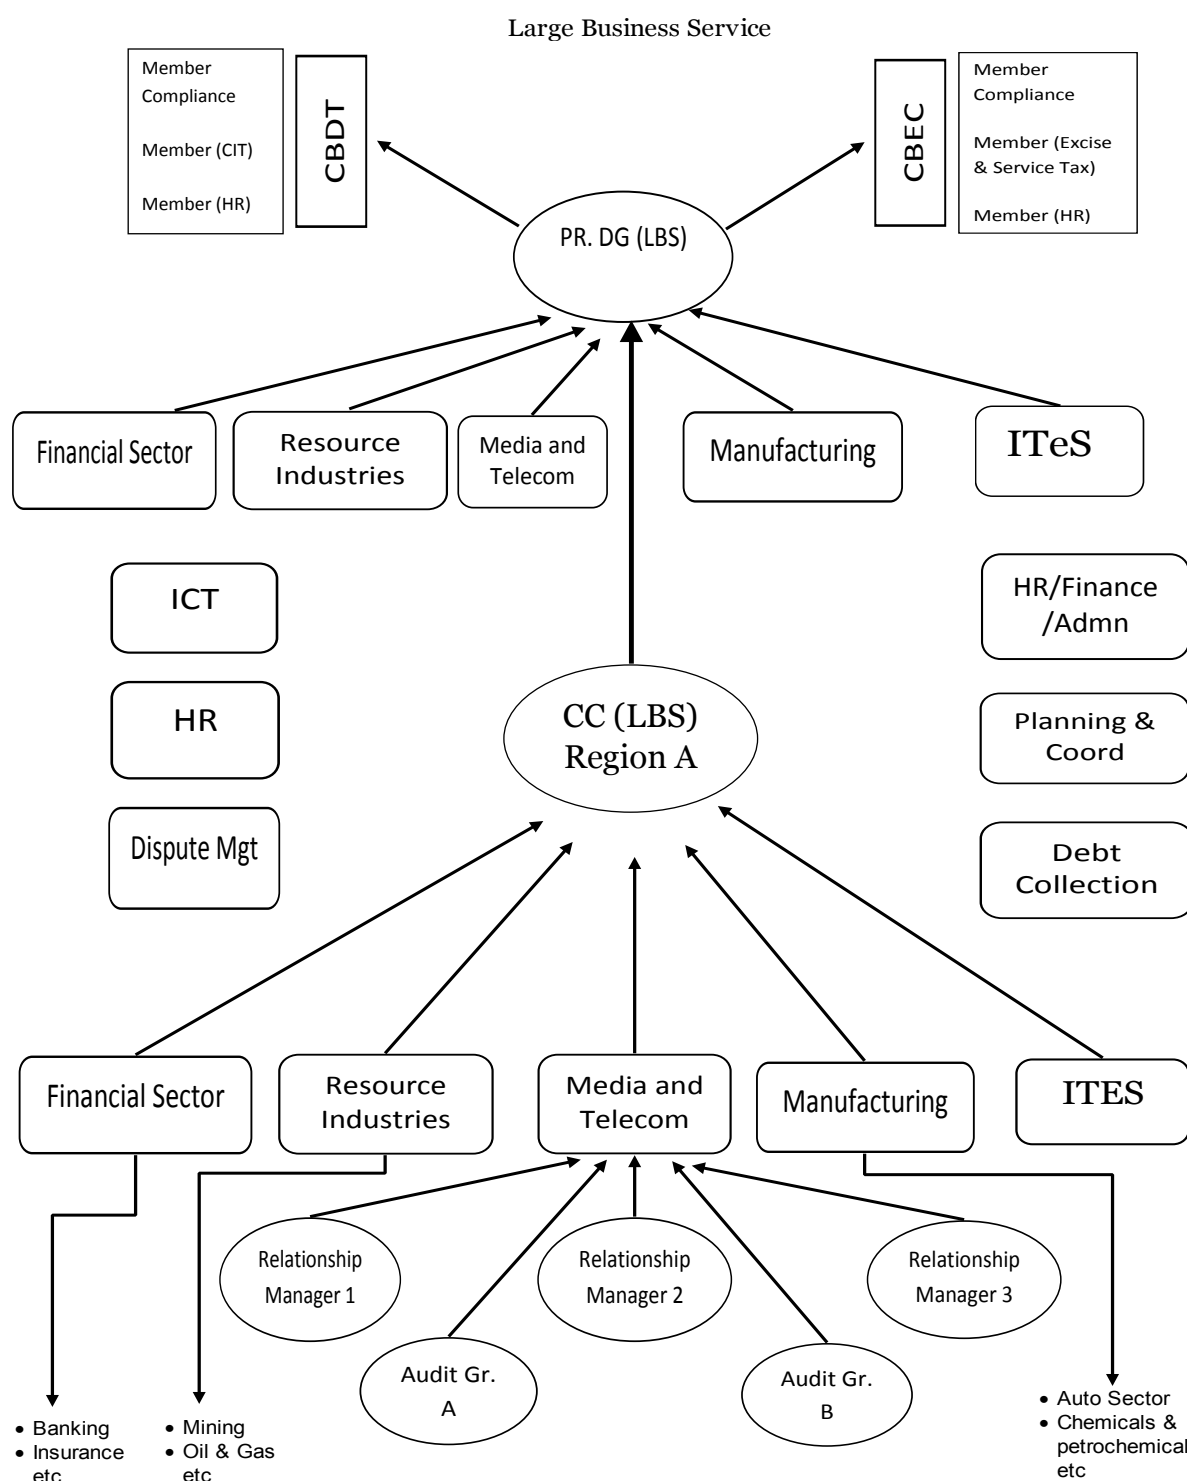 Large Business Service
Member
Compliance
Member (CIT)
Member (HR)
CBDT
CBEC
Member
Compliance
Member (Excise
& Service Tax)
Member (HR)
PR. DG (LBS)
Financial Sector
Resource
Industries
Media and
Telecom
Manufacturing
ITeS
ICT
HR/Finance
/Admn
HR
CC (LBS)
Region A
Planning &
Coord
Dispute Mgt
Debt
Collection
Financial Sector
Resource
Industries
Media and
Telecom
Manufacturing
ITES
Relationship
Manager 1
Relationship
Manager 2
Relationship
Manager 3
Audit Gr.
A
Audit Gr.
B
• Banking
• Insurance
etc
• Mining
• Oil & Gas
etc
• Auto Sector
• Chemicals &
petrochemical
etc